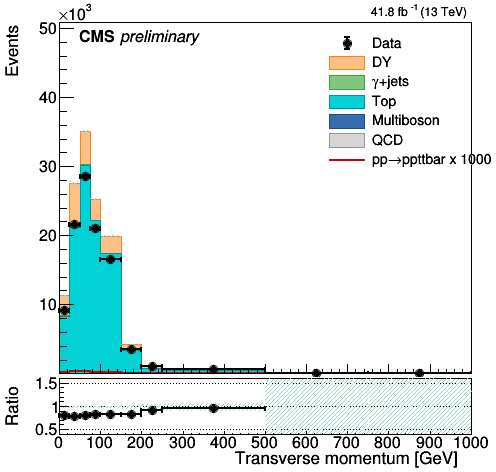 50×10³
41.8 fb⁻¹ (13 TeV)
CMS preliminary
Events
40
30
20
10
Data
DY
γ+jets
Top
Multiboson
QCD
pp→ppttbar x 1000
Ratio
1.5
1
0.5
0 100 200 300 400 500 600 700 800 900 1000
Transverse momentum [GeV]